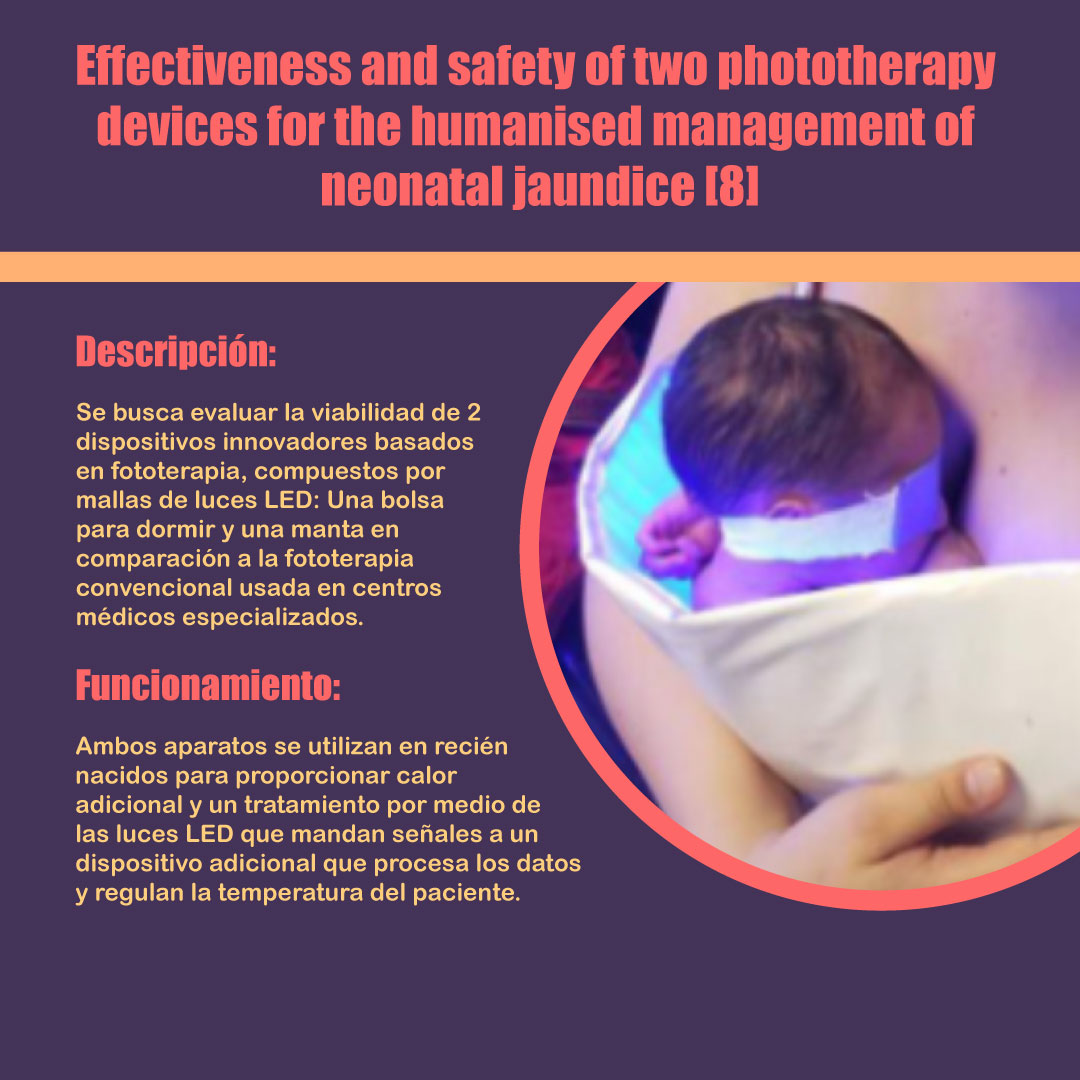 Effectiveness and safety of two phototherapy
devices for the humanised management of
neonatal jaundice [8]
Descripción:
Se busca evaluar la viabilidad de 2
dispositivos innovadores basados
en fototerapia, compuestos por
mallas de luces LED: Una bolsa
para dormir y una manta en
comparación a la fototerapia
convencional usada en centros
médicos especializados.
Funcionamiento:
Ambos aparatos se utilizan en recién
nacidos para proporcionar calor
adicional y un tratamiento por medio de
las luces LED que mandan señales a un
dispositivo adicional que procesa los datos
y regulan la temperatura del paciente.